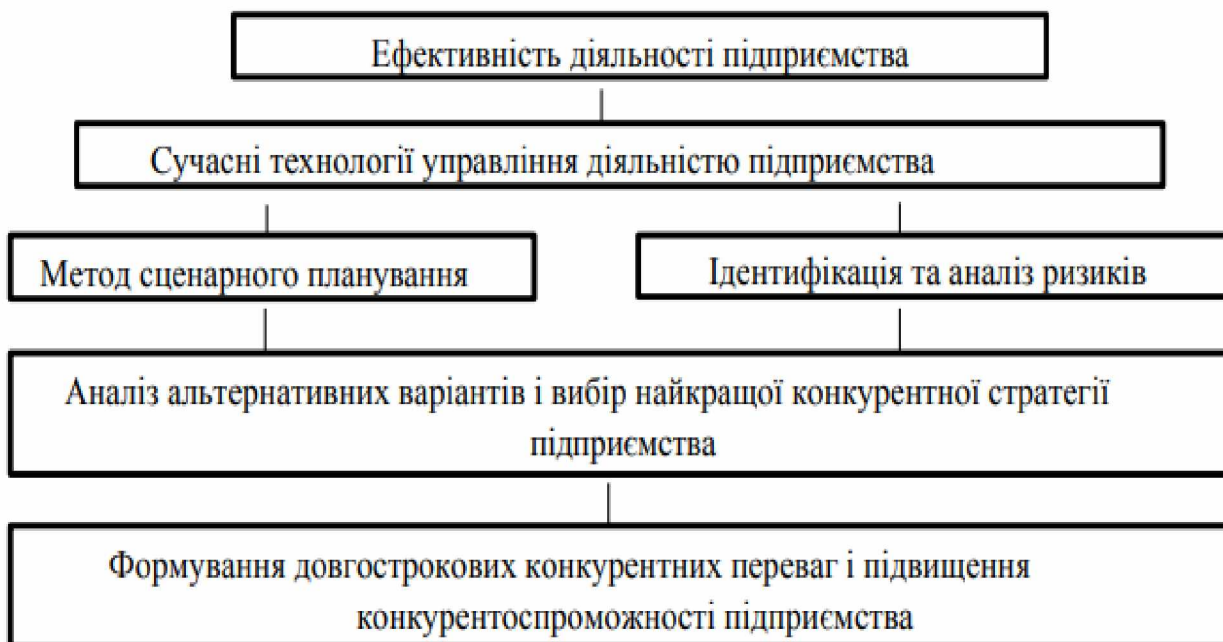 Ефективність діяльності підприємства
Сучасні технології управління діяльністю підприємства
Метод сценарного планування
Ідентифікація та аналіз ризиків
Аналіз альтернативних варіантів і вибір найкращої конкурентної стратегії
підприємства
Формування довгострокових конкурентних переваг і підвищення
конкурентоспроможності підприємства